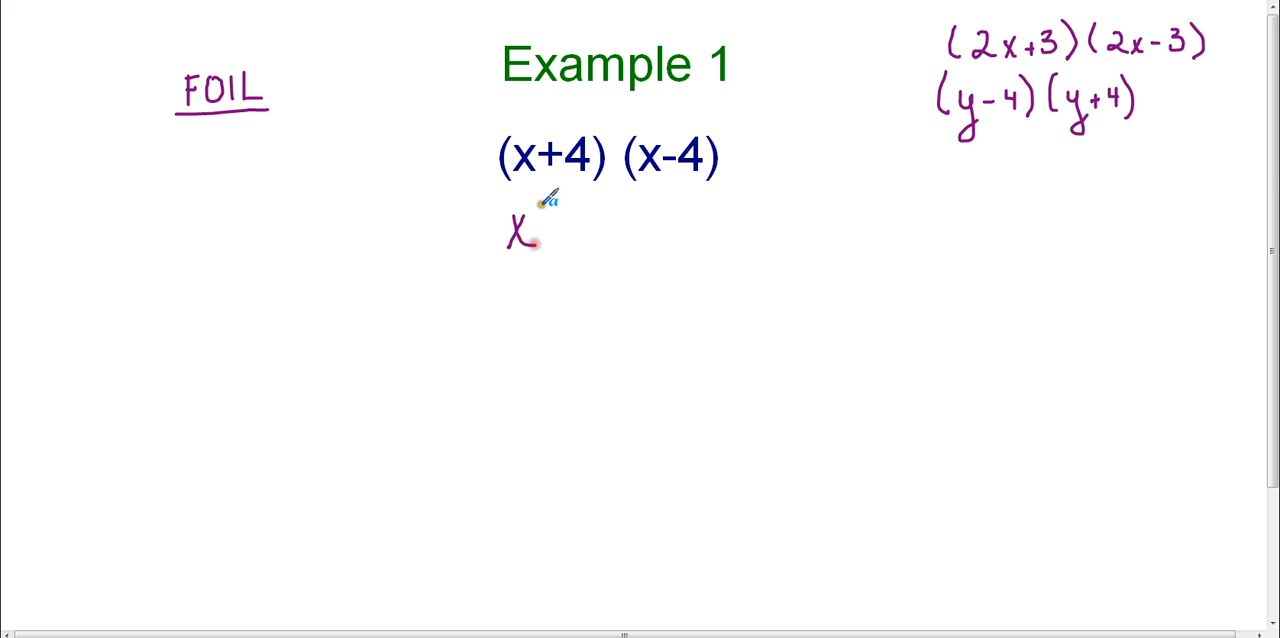 Example 1
FOIL
(x+4) (x-4)
x
(2x+3)(2x-3)
(y-4)(y+4)